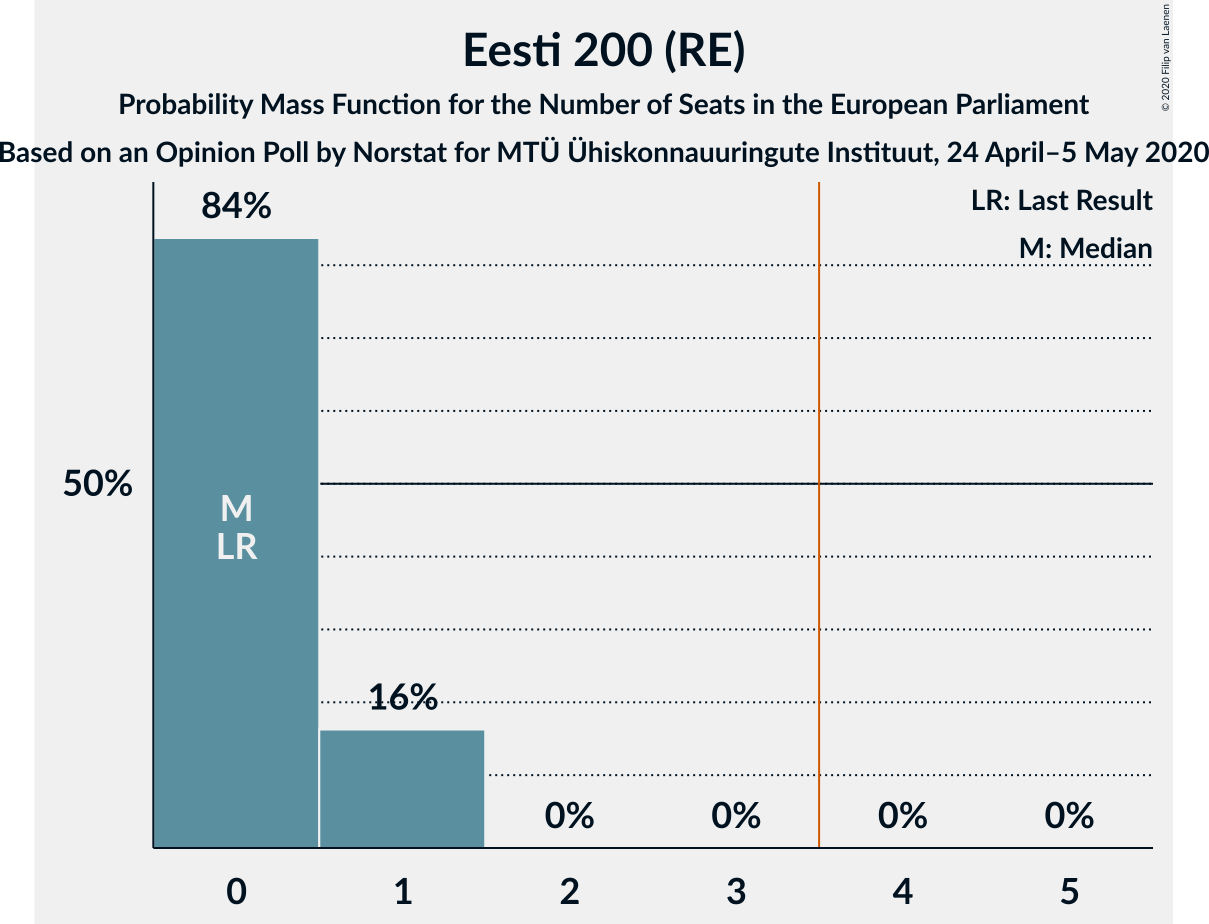 Eesti 200 (RE)
Probability Mass Function for the Number of Seats in the European Parliament
Based on an Opinion Poll by Norstat for MTÜ Ühiskonnauuringute Instituut, 24 April–5 May 2020
© 2020 Filip van Laenen
LR: Last Result
M: Median
84%
50%
M
LR
16%
0% 0% 0% 0%
0 1 2 3 4 5